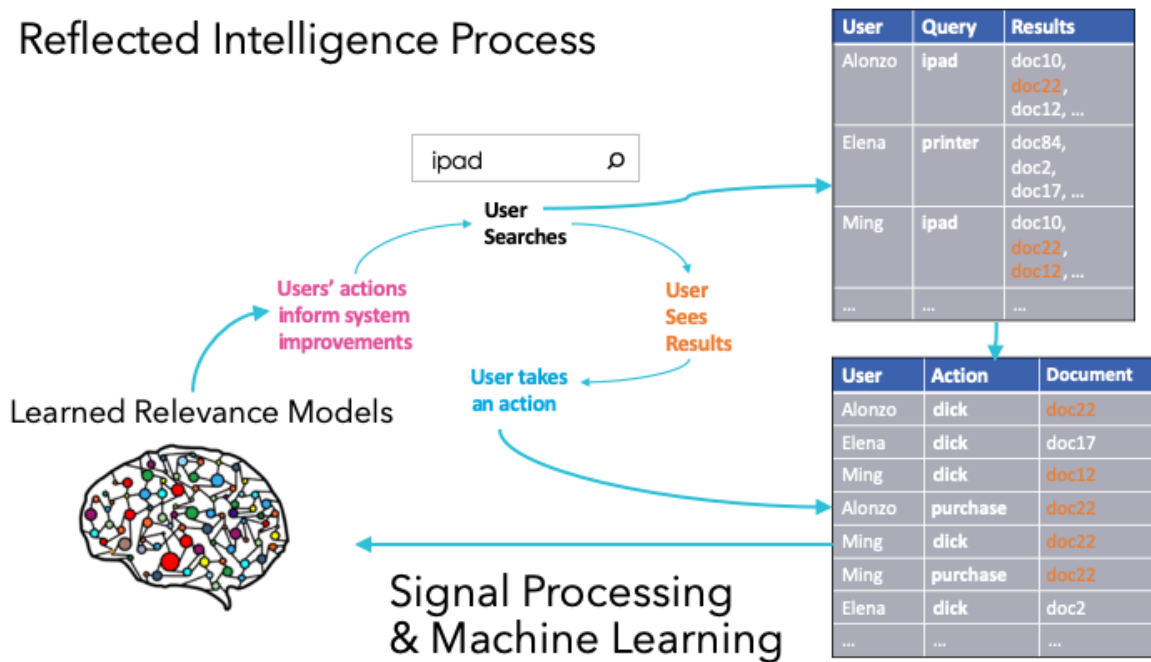 Reflected Intelligence Process
ipad
User
Searches
User
Sees
Results
User takes
an action
Users' actions
inform system
improvements
Learned Relevance Models
Signal Processing
& Machine Learning
User Query Results
Alonzo ipad doc10,
doc22,
doc12, ...
Elena printer doc84,
doc2,
doc17, ...
Ming ipad doc10,
doc22,
doc12, ...
... ... ...
User Action Document
Alonzo click doc22
Elena click doc17
Ming click doc12
Alonzo purchase doc22
Ming click doc22
Ming purchase doc22
Elena click doc2
... ... ...